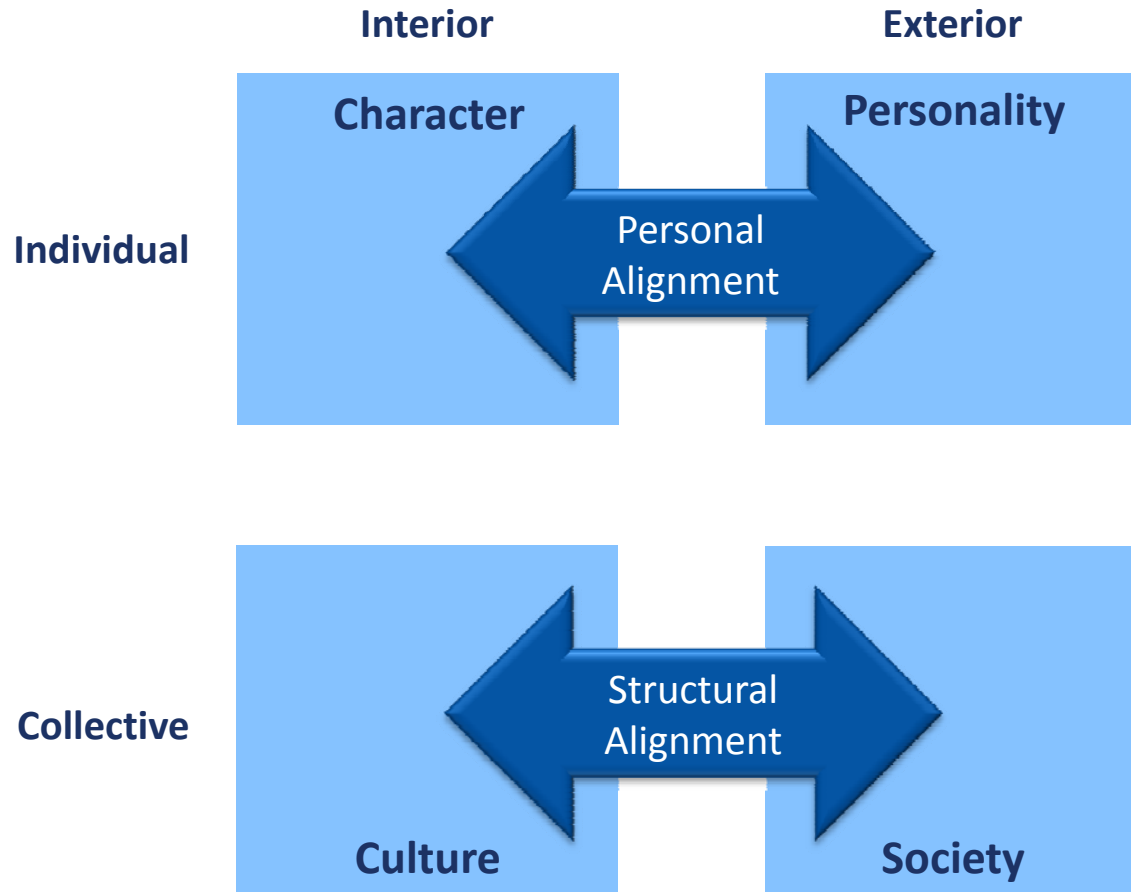 Interior Exterior
Character Personality
Individual
Personal
Alignment
Collective
Structural
Alignment
Culture Society